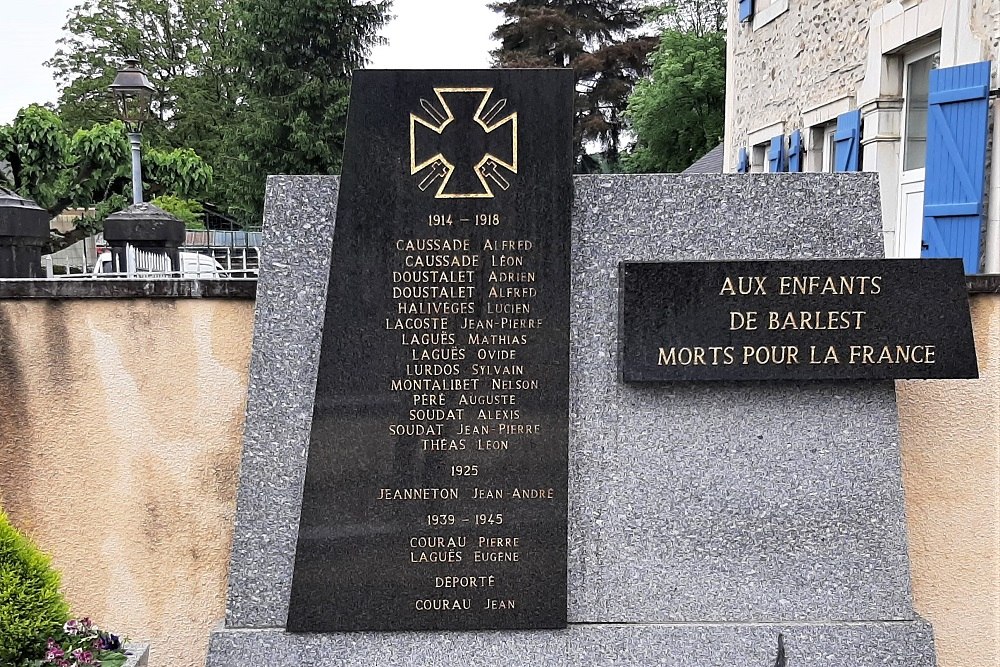 1914 – 1918
CAUSSADE ALFRED
CAUSSADE LÉON
DOUSTALET ADRIEN
DOUSTALET ALFRED
HALIVEGES LUCIEN
LACOSTE JEAN-PIERRE
LAGUËS MATHIAS
LAGUËS OVIDE
LURDOS SYLVAIN
MONTALIBET NELSON
PÉRÉ AUGUSTE
SOUDAT ALEXIS
SOUDAT JEAN-PIERRE
THÉAS LÉON
1925
JEANNETON JEAN-ANDRÉ
1939 – 1945
COURAU PIERRE
LAGUËS EUGÈNE
DÉPORTÉ
COURAU JEAN
AUX ENFANTS
DE BARLEST
MORTS POUR LA FRANCE